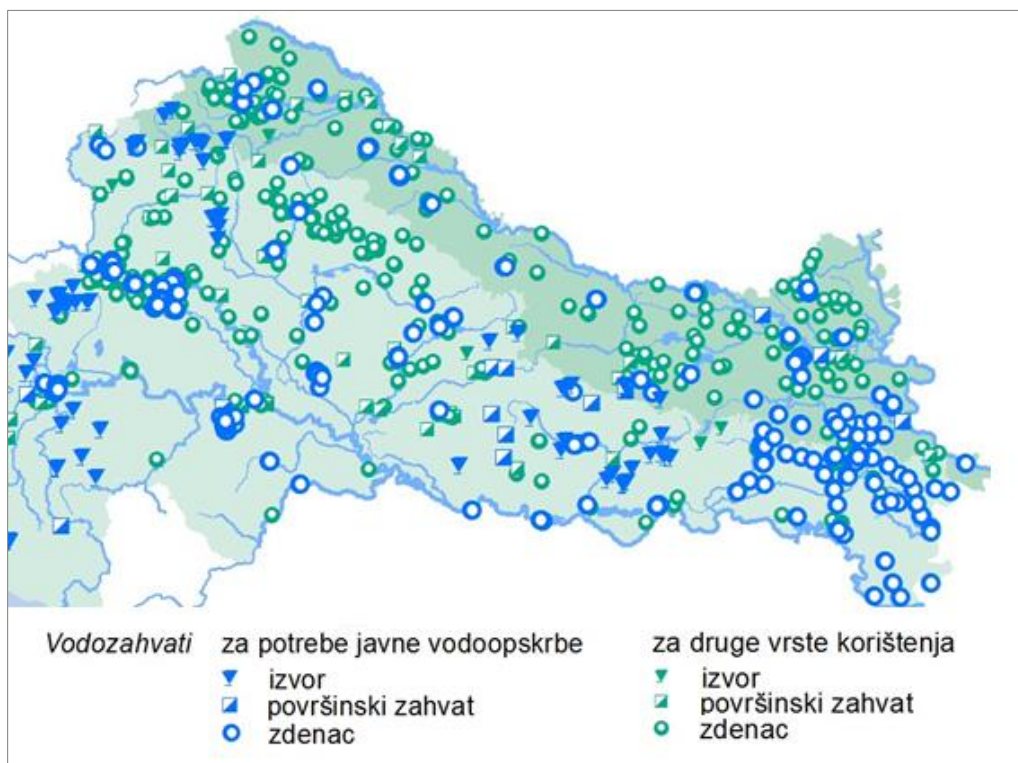 Vodozahvati za potrebe javne vodoopskrbe za druge vrste korištenja
izvor izvor
površinski zahvat površinski zahvat
zdenac zdenac